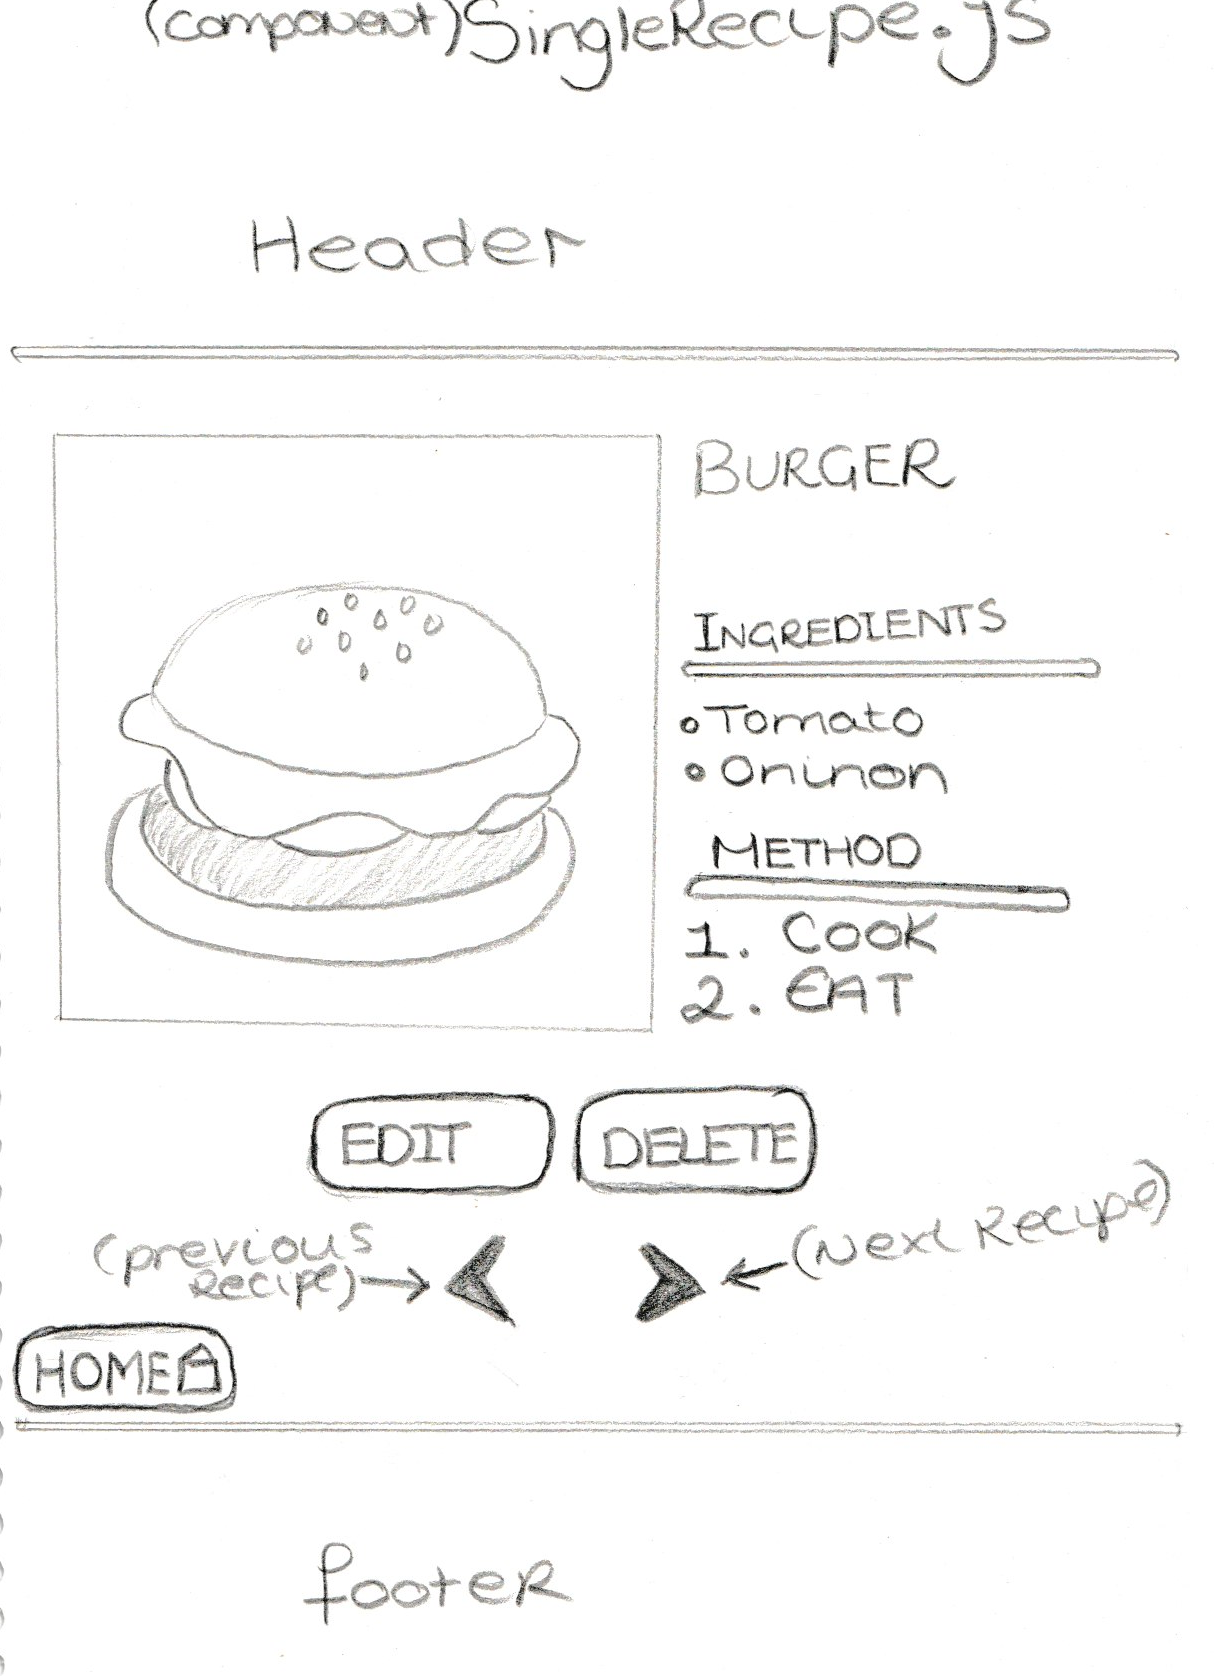 (component) SingleRecipe.js
Header
BURGER
INGREDIENTS
Tomato
Oninon
METHOD
1. COOK
2. EAT
EDIT
DELETE
(previous
Recipe)
(Next Recipe)
HOME
footer